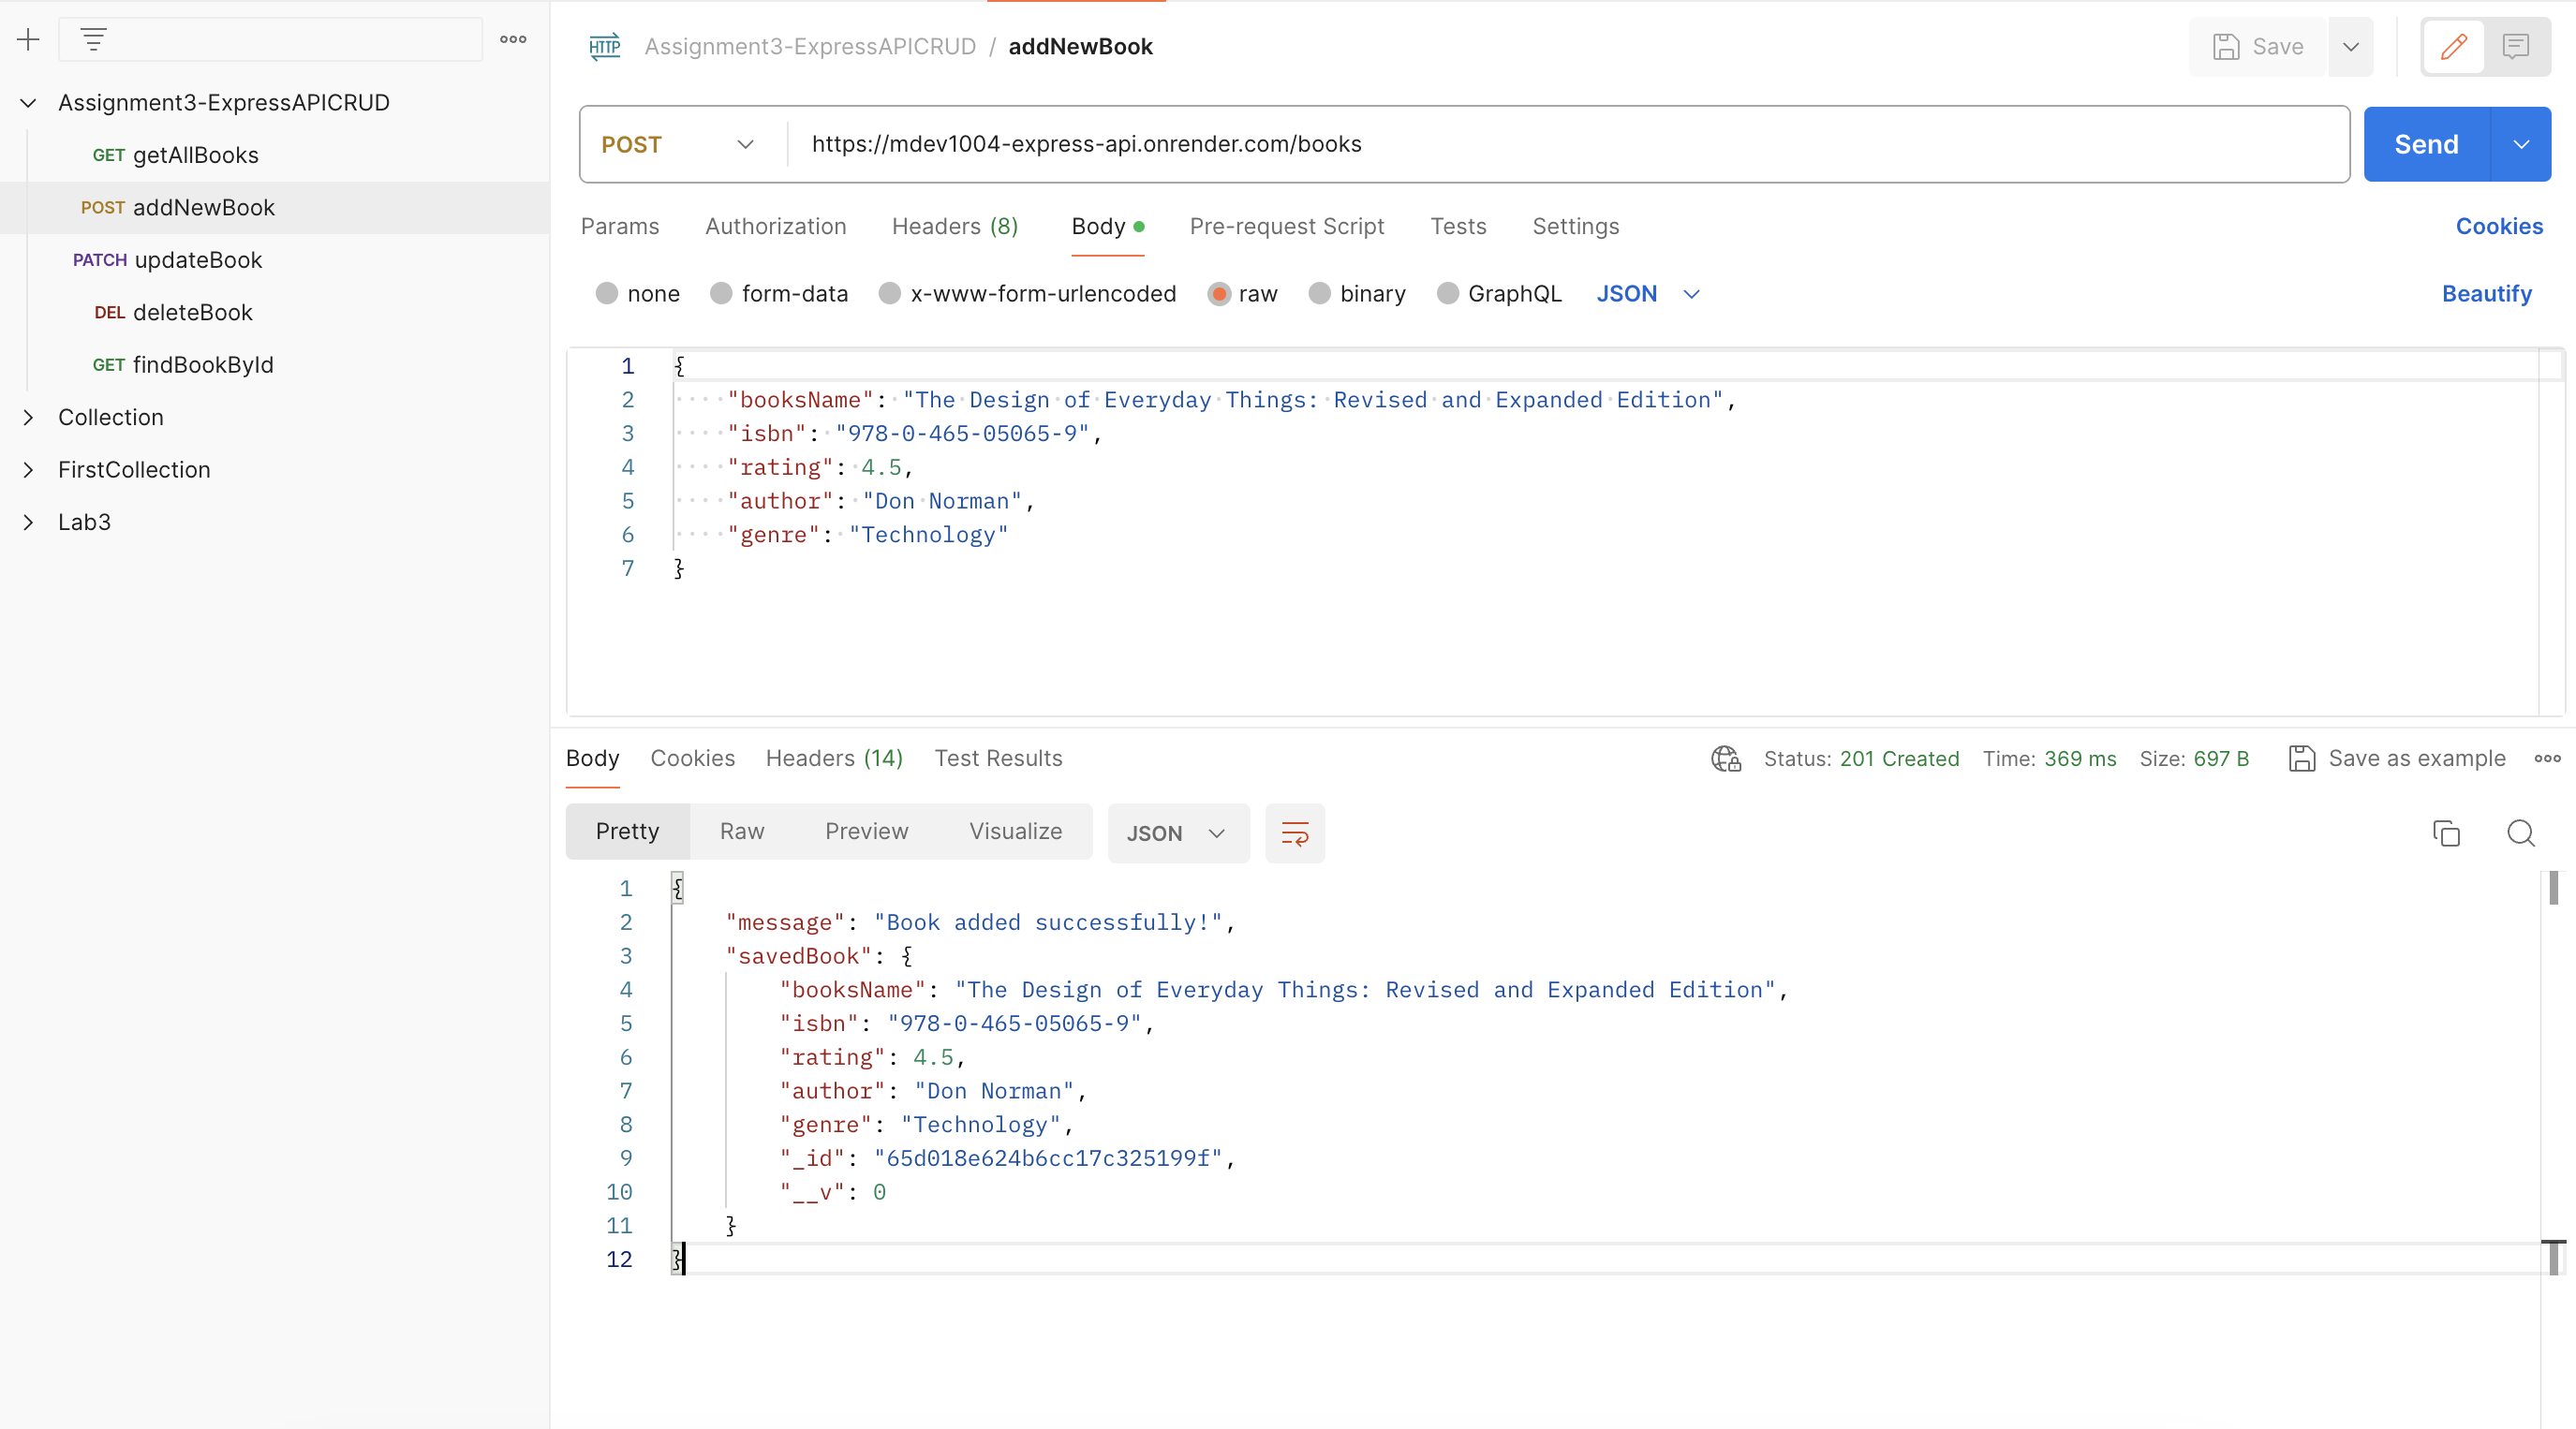 Assignment3-ExpressAPICRUD
GET getAllBooks
POST addNewBook
PATCH updateBook
DEL deleteBook
GET findBookById
Collection
FirstCollection
Lab3
HTTP Assignment3-ExpressAPICRUD / addNewBook
Save
POST https://mdev1004-express-api.onrender.com/books
Send
Params Authorization Headers (8) Body Pre-request Script Tests Settings Cookies
none form-data x-www-form-urlencoded raw binary GraphQL JSON Beautify
1 {
2 "booksName": "The Design of Everyday Things: Revised and Expanded Edition",
3 "isbn": "978-0-465-05065-9",
4 "rating": 4.5,
5 "author": "Don Norman",
6 "genre": "Technology"
7 }
Body Cookies Headers (14) Test Results Status: 201 Created Time: 369 ms Size: 697 B Save as example
Pretty Raw Preview Visualize JSON
1 {
2 "message": "Book added successfully!",
3 "savedBook": {
4 "booksName": "The Design of Everyday Things: Revised and Expanded Edition",
5 "isbn": "978-0-465-05065-9",
6 "rating": 4.5,
7 "author": "Don Norman",
8 "genre": "Technology",
9 "_id": "65d018e624b6cc17c325199f",
10 "__v": 0
11 }
12 }